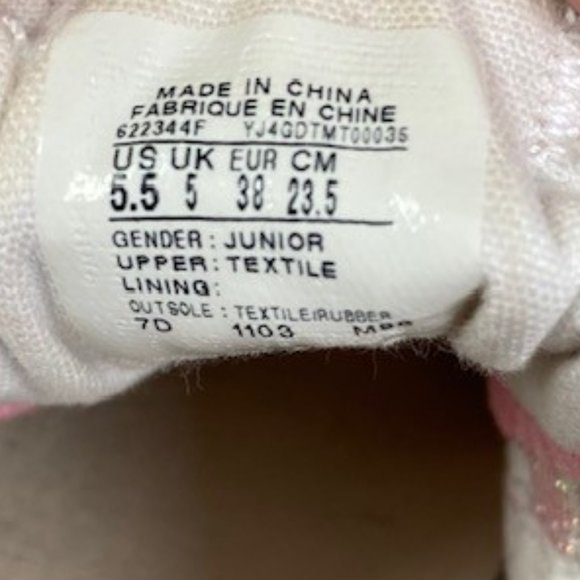 MADE IN CHINA
FABRIQUE EN CHINE
622344F YJ4GDTMT00035
US UK EUR CM
5.5 5 38 23.5
GENDER: JUNIOR
UPPER: TEXTILE
LINING:
OUTSOLE: TEXTILE/RUBBER
7D 1103